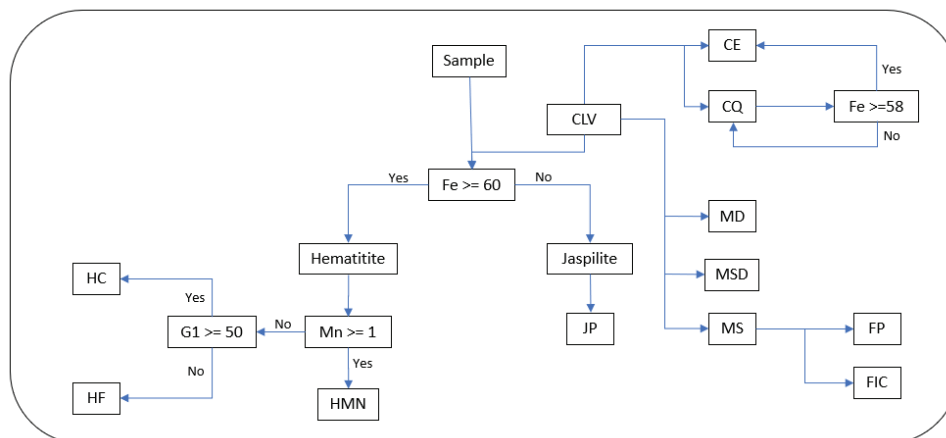 Sample
CE
Yes
CLV
CQ
Fe >=58
No
Yes
Fe >= 60
No
MD
Hematitite
Jaspilite
MSD
HC
Yes
G1 >= 50
No
Mn >= 1
JP
MS
FP
No
Yes
HF
HMN
FIC